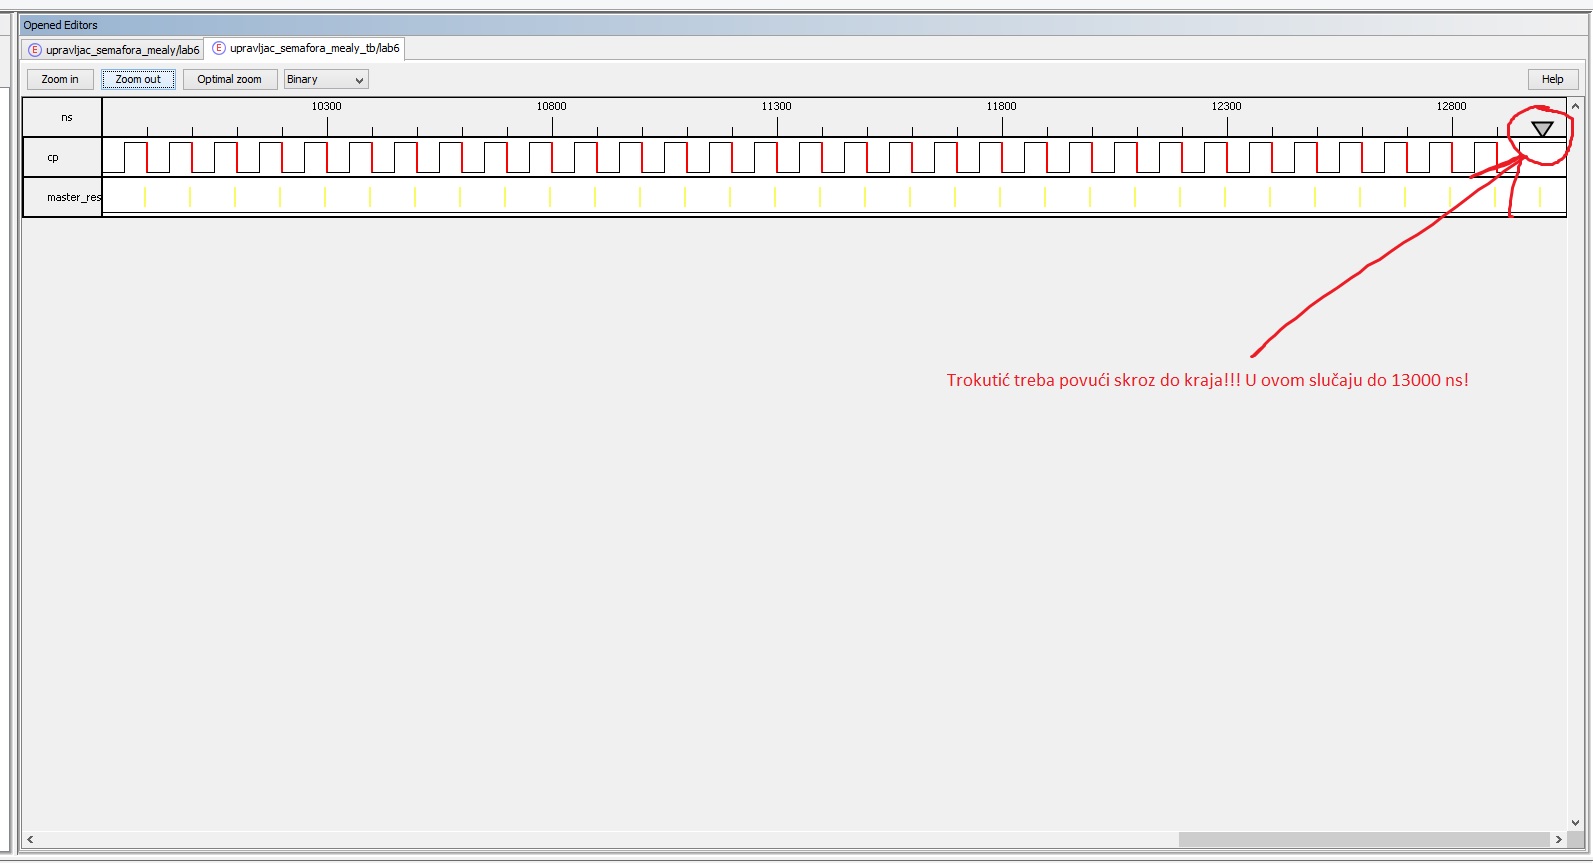 Opened Editors
E upravljac_semafora_mealy/lab6 E upravljac_semafora_mealy_tb/lab6
Zoom in Zoom out Optimal zoom Binary Help
ns 10300 10800 11300 11800 12300 12800
cp
master_res
Trokutić treba povući skroz do kraja!!! U ovom slučaju do 13000 ns!